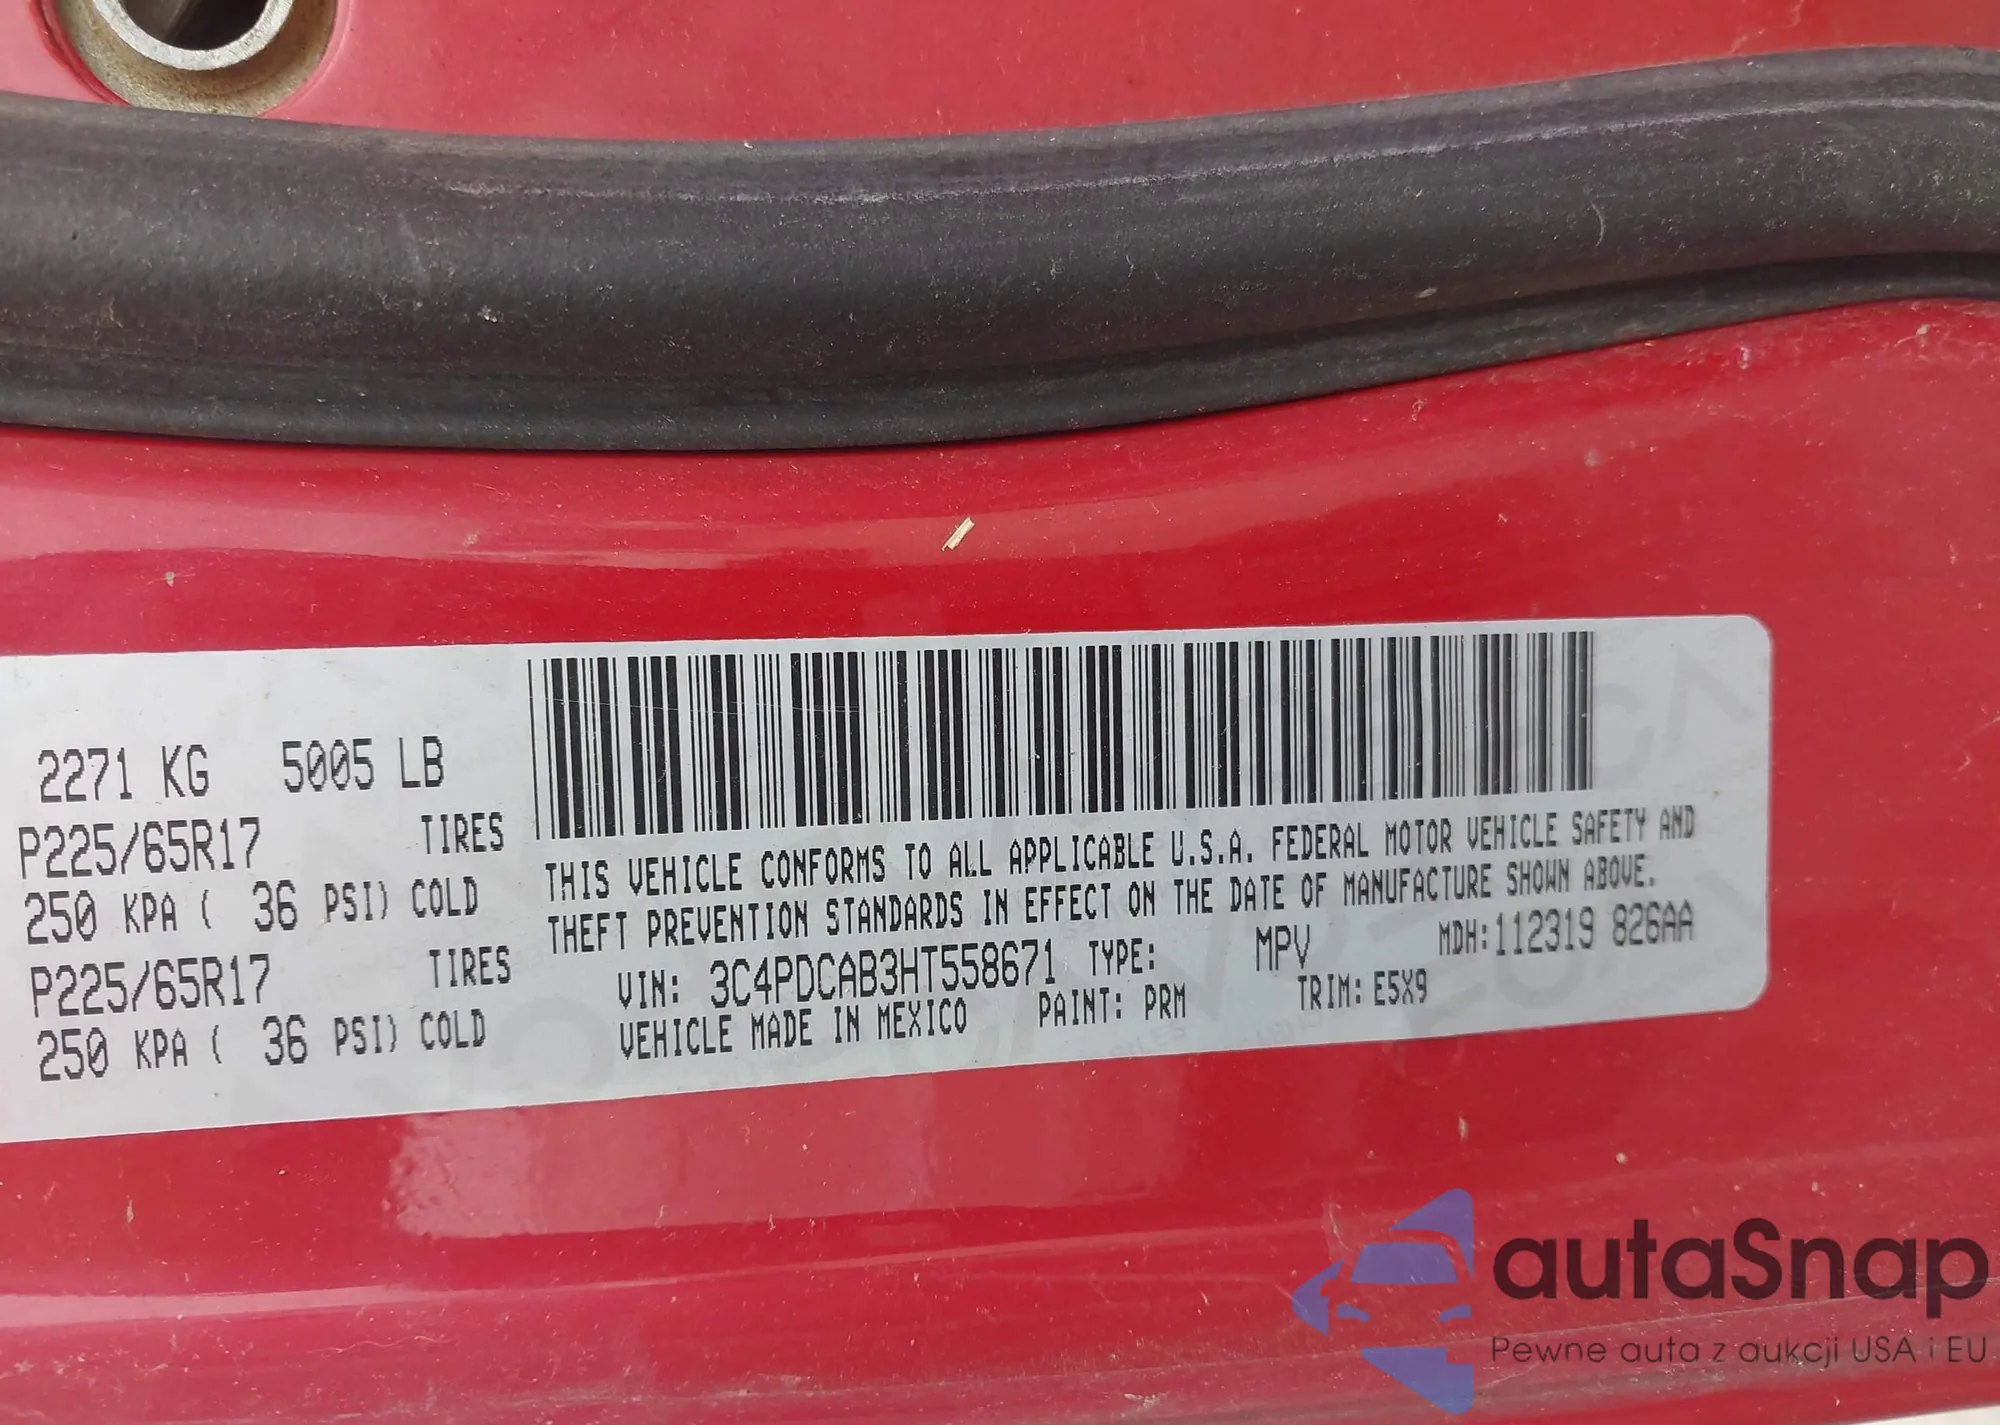 2271 KG 5005 LB
P225/65R17 TIRES
250 KPA ( 36 PSI) COLD
P225/65R17 TIRES
250 KPA ( 36 PSI) COLD
THIS VEHICLE CONFORMS TO ALL APPLICABLE U.S.A. FEDERAL MOTOR VEHICLE SAFETY AND
THEFT PREVENTION STANDARDS IN EFFECT ON THE DATE OF MANUFACTURE SHOWN ABOVE.
VIN: 3C4PDCAB3HT558671 TYPE: MPV MDH:112319 826AA
VEHICLE MADE IN MEXICO PAINT: PRM TRIM: E5X9
autaSnap
Pewne auta z aukcji USA i EU